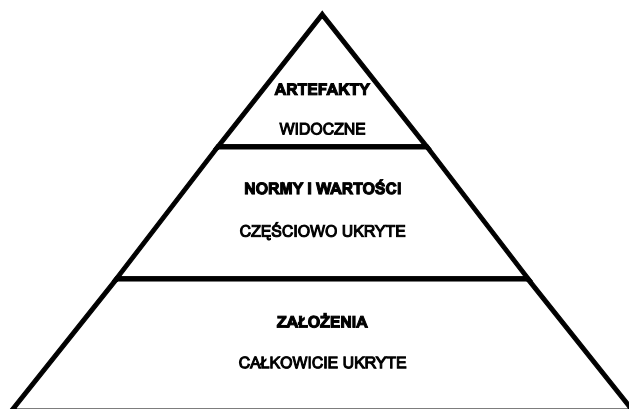 ARTEFAKTY
WIDOCZNE
NORMY I WARTOŚCI
CZĘŚCIOWO UKRYTE
ZAŁOŻENIA
CAŁKOWICIE UKRYTE